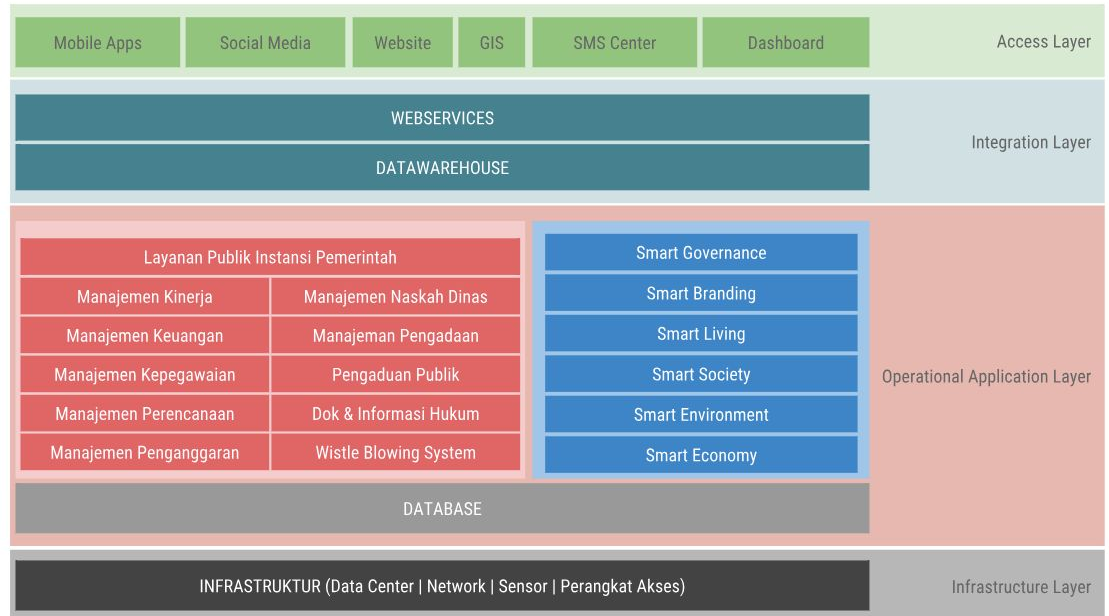 Mobile Apps
Social Media
Website
GIS
SMS Center
Dashboard
Access Layer
WEBSERVICES
DATAWAREHOUSE
Integration Layer
Layanan Publik Instansi Pemerintah
Manajemen Kinerja
Manajemen Naskah Dinas
Manajemen Keuangan
Manajeman Pengadaan
Manajemen Kepegawaian
Pengaduan Publik
Manajemen Perencanaan
Dok & Informasi Hukum
Manajemen Penganggaran
Wistle Blowing System
Smart Governance
Smart Branding
Smart Living
Smart Society
Smart Environment
Smart Economy
Operational Application Layer
DATABASE
INFRASTRUKTUR (Data Center | Network | Sensor | Perangkat Akses)
Infrastructure Layer